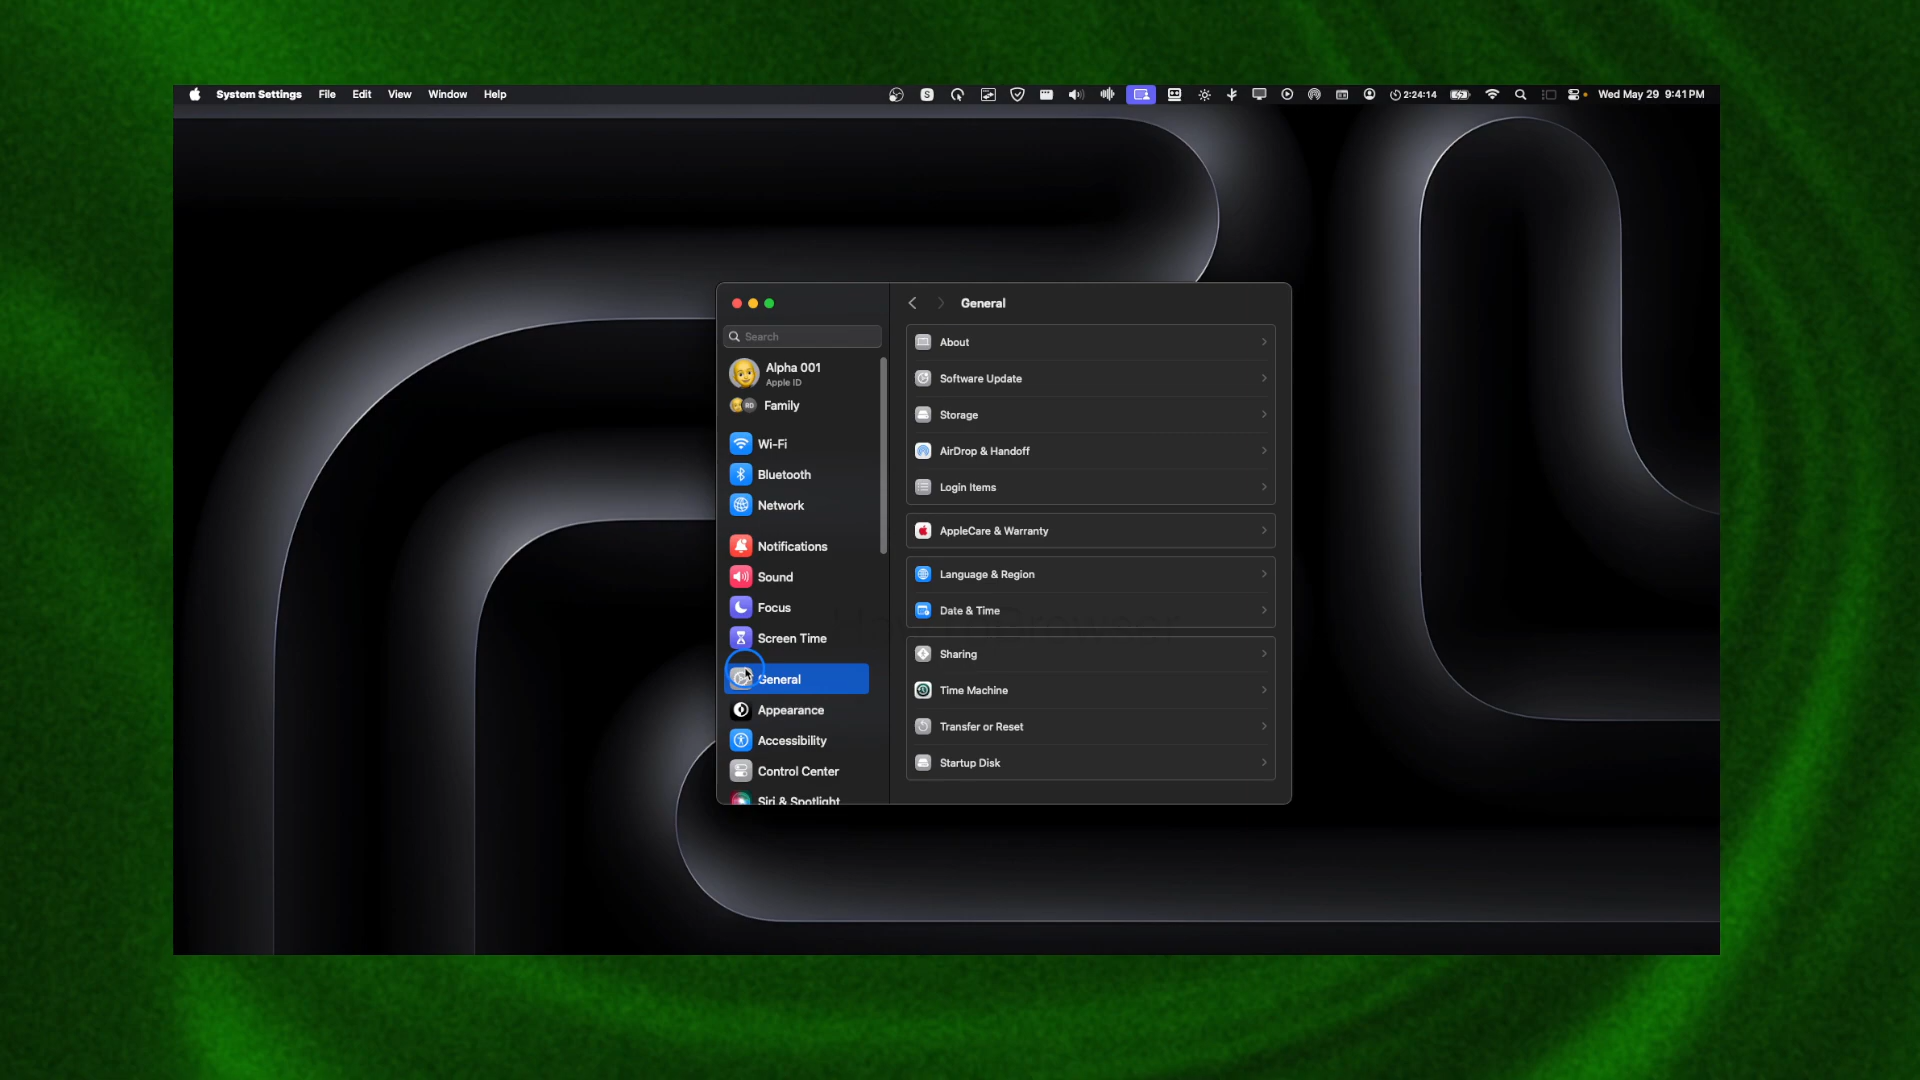 System Settings File Edit View Window Help
S
2:24:14
Wed May 29 9:41 PM
General
Search
Alpha 001
Apple ID
RD
Family
Wi-Fi
Bluetooth
Network
Notifications
Sound
Focus
Screen Time
General
Appearance
Accessibility
Control Center
Siri & Spotlight
About
Software Update
Storage
AirDrop & Handoff
Login Items
AppleCare & Warranty
Language & Region
Date & Time
Sharing
Time Machine
Transfer or Reset
Startup Disk